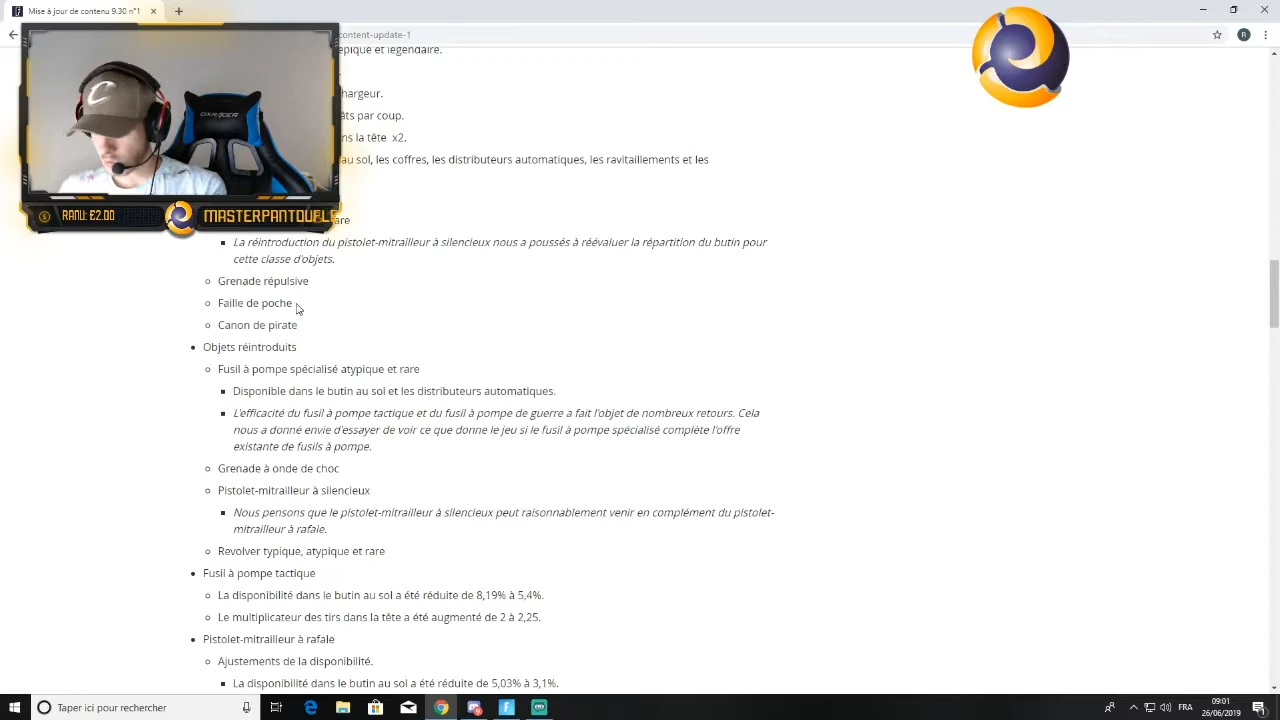 Mise à jour de contenu 9.30 n°1
content-update-1
épique et légendaire.
hargeur.
âts par coup.
ns la tête x2.
au sol, les coffres, les distributeurs automatiques, les ravitaillements et les
RANU: €2.00
MASTERPANTOUFLE
are
La réintroduction du pistolet-mitrailleur à silencieux nous a poussés à réévaluer la répartition du butin pour
cette classe d'objets.
Grenade répulsive
Faille de poche
Canon de pirate
Objets réintroduits
Fusil à pompe spécialisé atypique et rare
Disponible dans le butin au sol et les distributeurs automatiques.
L'efficacité du fusil à pompe tactique et du fusil à pompe de guerre a fait l'objet de nombreux retours. Cela
nous a donné envie d'essayer de voir ce que donne le jeu si le fusil à pompe spécialisé complète l'offre
existante de fusils à pompe.
Grenade à onde de choc
Pistolet-mitrailleur à silencieux
Nous pensons que le pistolet-mitrailleur à silencieux peut raisonnablement venir en complément du pistolet-
mitrailleur à rafale.
Revolver typique, atypique et rare
Fusil à pompe tactique
La disponibilité dans le butin au sol a été réduite de 8,19% à 5,4%.
Le multiplicateur des tirs dans la tête a été augmenté de 2 à 2,25.
Pistolet-mitrailleur à rafale
Ajustements de la disponibilité.
La disponibilité dans le butin au sol a été réduite de 5,03% à 3,1%.
Taper ici pour rechercher
FRA
09:01
26/06/2019
DXRACER
C
R